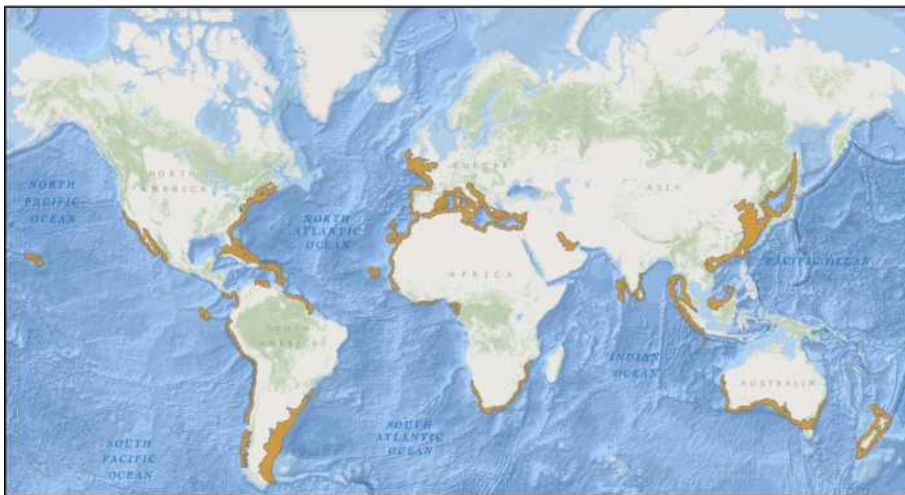 NORTH
AMERICA
EUROPE
ASIA
NORTH
PACIFIC
OCEAN
NORTH
ATLANTIC
OCEAN
AFRICA
PACIFIC OCEAN
SOUTH
AMERICA
INDIAN
OCEAN
AUSTRALIA
SOUTH
ATLANTIC
OCEAN
SOUTH
PACIFIC
OCEAN